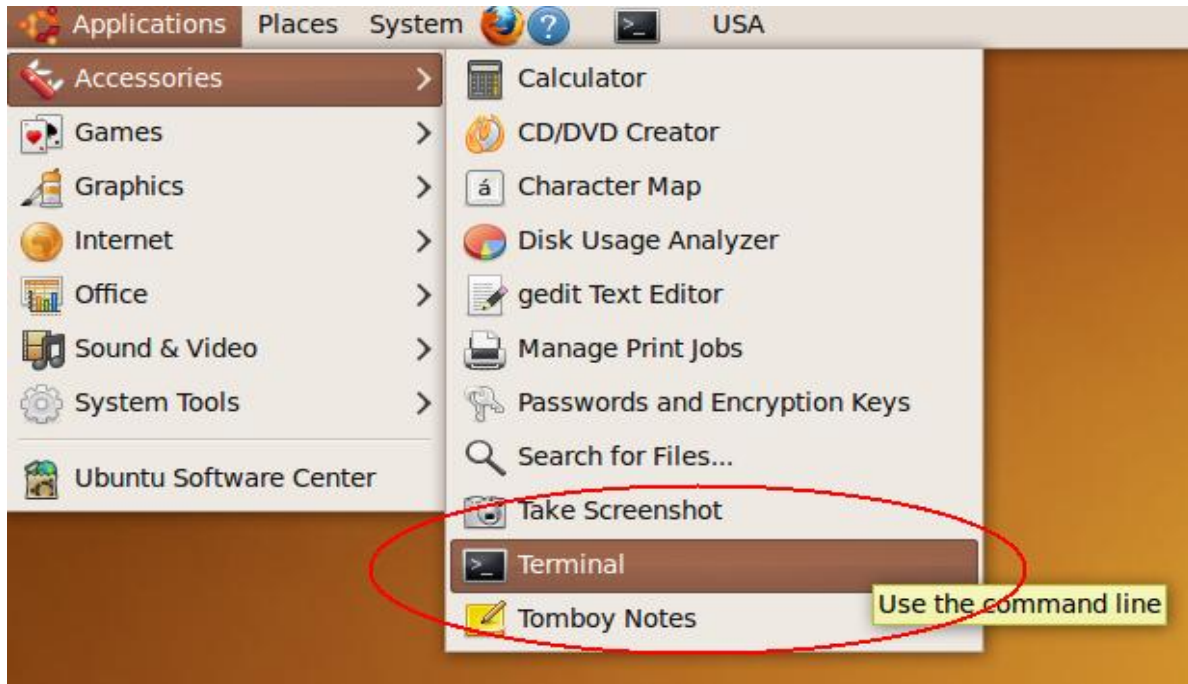 Applications Places System USA
Accessories
Games
Graphics
Internet
Office
Sound & Video
System Tools
Ubuntu Software Center
Calculator
CD/DVD Creator
á Character Map
Disk Usage Analyzer
gedit Text Editor
Manage Print Jobs
Passwords and Encryption Keys
Search for Files...
Take Screenshot
Terminal
Tomboy Notes
Use the command line